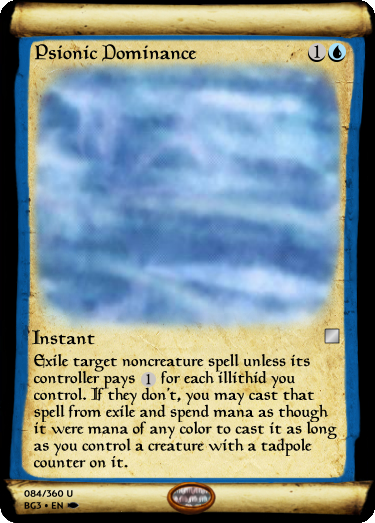 Psionic Dominance 1
Instant
Exile target noncreature spell unless its
controller pays 1 for each illithid you
control. If they don't, you may cast that
spell from exile and spend mana as though
it were mana of any color to cast it as long
as you control a creature with a tadpole
counter on it.
084/360 U
BG3 • EN